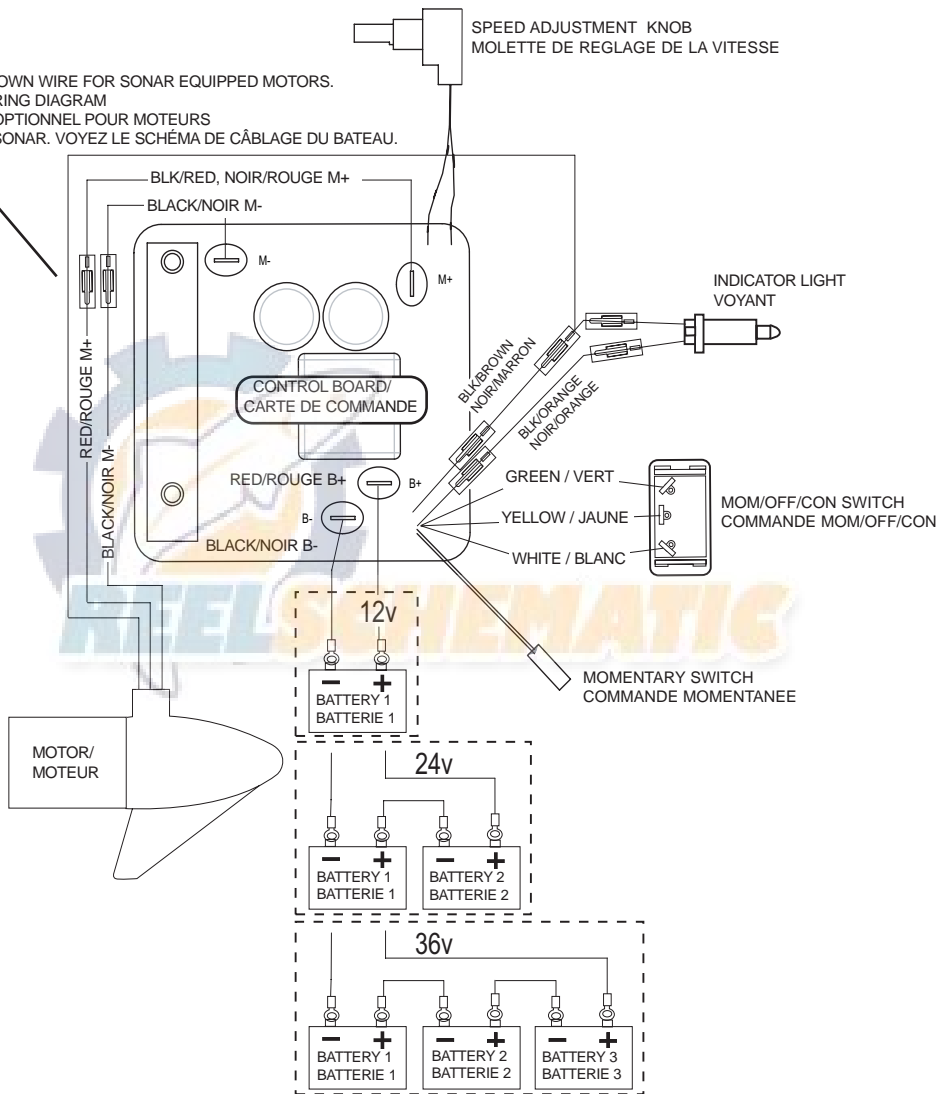 SPEED ADJUSTMENT KNOB
MOLETTE DE REGLAGE DE LA VITESSE
OWN WIRE FOR SONAR EQUIPPED MOTORS.
RING DIAGRAM
OPTIONNEL POUR MOTEURS
SONAR. VOYEZ LE SCHÉMA DE CÂBLAGE DU BATEAU.
BLK/RED, NOIR/ROUGE M+
BLACK/NOIR M-
M-
M+
INDICATOR LIGHT
VOYANT
RED/ROUGE M+
BLACK/NOIR M-
CONTROL BOARD/
CARTE DE COMMANDE
BLK/BROWN
NOIR/MARRON
BLK/ORANGE
NOIR/ORANGE
RED/ROUGE B+
B+
B-
BLACK/NOIR B-
GREEN / VERT
YELLOW / JAUNE
WHITE / BLANC
MOM/OFF/CON SWITCH
COMMANDE MOM/OFF/CON
REELSCHEMATIC
12v
- +
BATTERY 1
BATTERIE 1
MOMENTARY SWITCH
COMMANDE MOMENTANEE
MOTOR/
MOTEUR
24v
- + - +
BATTERY 1 BATTERY 2
BATTERIE 1 BATTERIE 2
36v
- + - + - +
BATTERY 1 BATTERY 2 BATTERY 3
BATTERIE 1 BATTERIE 2 BATTERIE 3